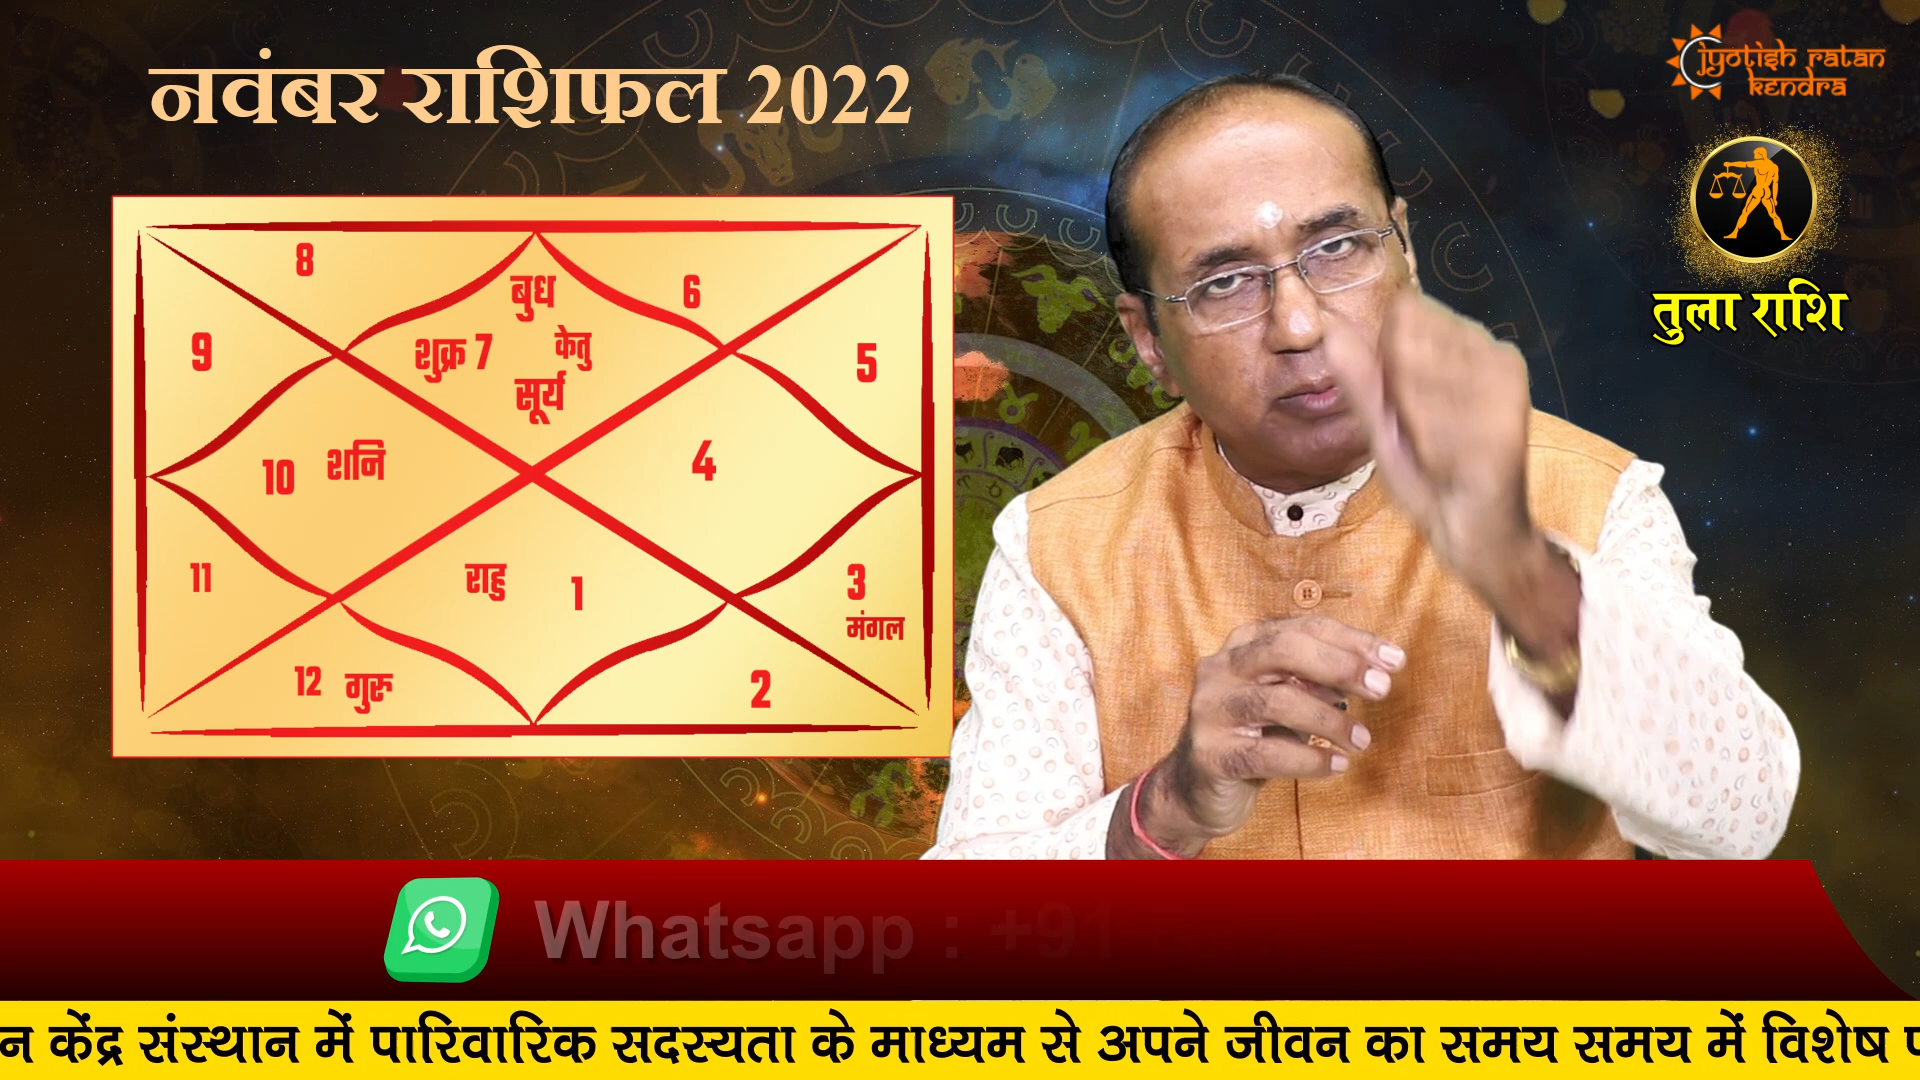 नवंबर राशिफल 2022
jyotish ratan
kendra
तुला राशि
8
बुध
6
9
शुक्र 7
केतु
5
सूर्य
10 शनि
4
11
राहु 1
3
मंगल
12 गुरु
2
Whatsapp : +91
न केंद्र संस्थान में पारिवारिक सदस्यता के माध्यम से अपने जीवन का समय समय में विशेष